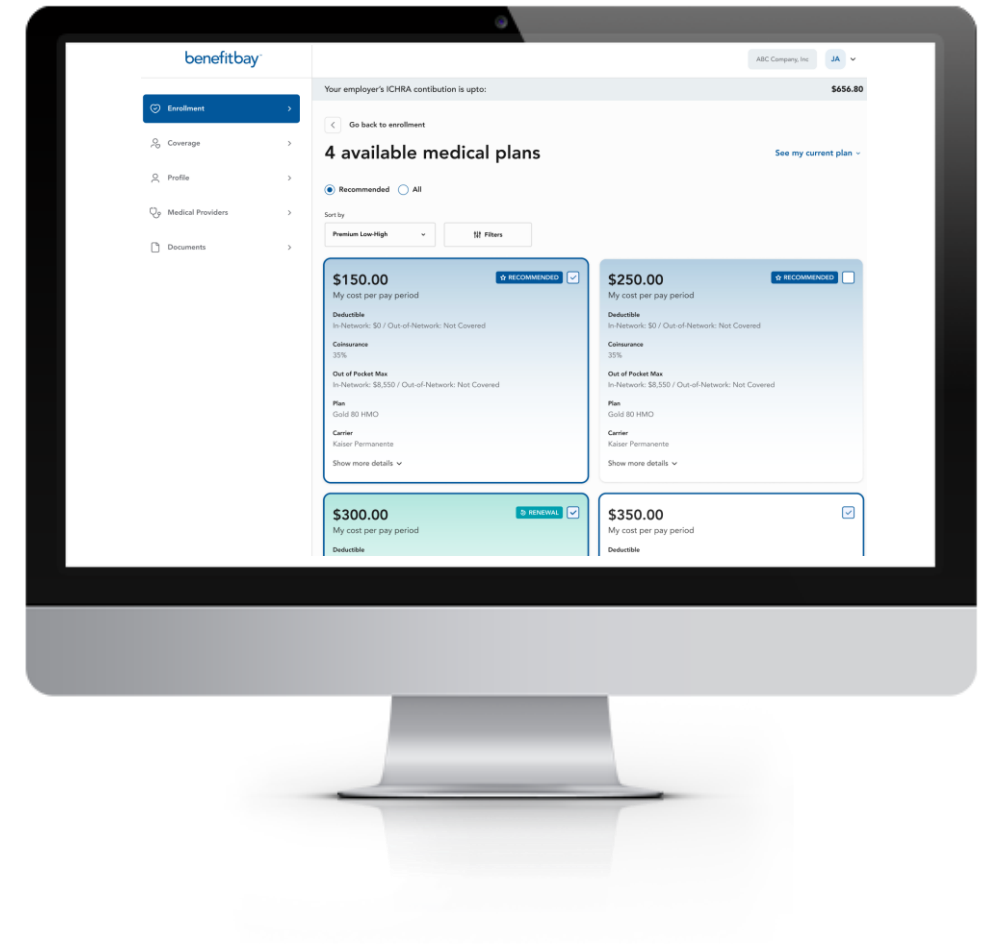 benefitbay
ABC Company, Inc
JA
Your employer's ICHRA contibution is upto:
$656.80
Enrollment
Coverage
Profile
Medical Providers
Documents
Go back to enrollment
4 available medical plans
See my current plan
Recommended
All
Sort by
Premium Low-High
Filters
$150.00
RECOMMENDED
My cost per pay period
Deductible
In-Network: $0 / Out-of-Network: Not Covered
Coinsurance
35%
Out of Pocket Max
In-Network: $8,550 / Out-of-Network: Not Covered
Plan
Gold 80 HMO
Carrier
Kaiser Permanente
Show more details
$250.00
RECOMMENDED
My cost per pay period
Deductible
In-Network: $0 / Out-of-Network: Not Covered
Coinsurance
35%
Out of Pocket Max
In-Network: $8,550 / Out-of-Network: Not Covered
Plan
Gold 80 HMO
Carrier
Kaiser Permanente
Show more details
$300.00
RENEWAL
My cost per pay period
Deductible
$350.00
My cost per pay period
Deductible